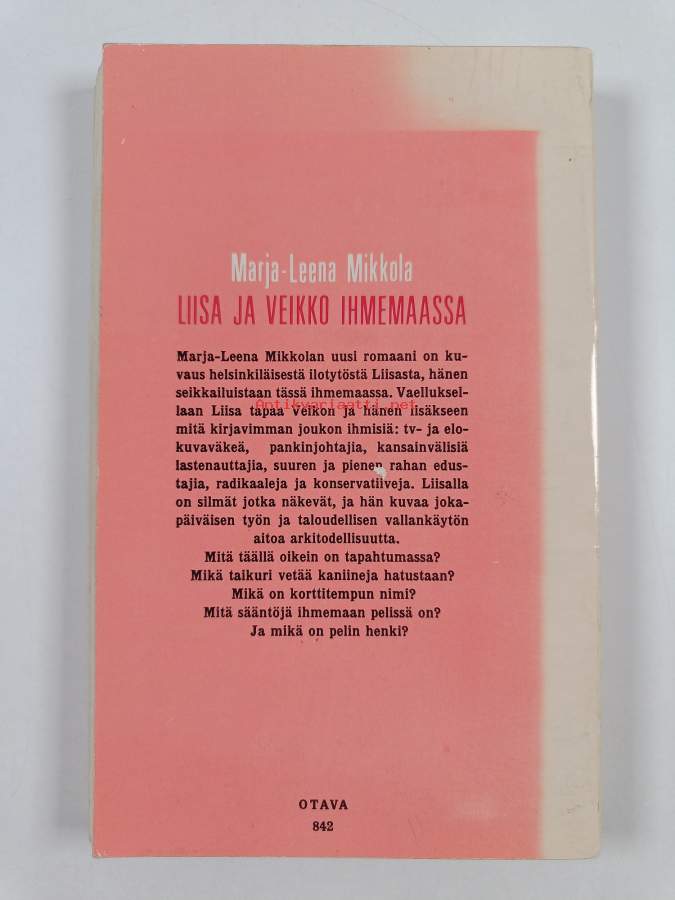 Marja-Leena Mikkola
LIISA JA VEIKKO IHMEMAASSA
Marja-Leena Mikkolan uusi romaani on ku-
vaus helsinkiläisestä ilotytöstä Liisasta, hänen
seikkailuistaan tässä ihmemaassa. Vaelluksel-
Antikvariaatti.net
laan Liisa tapaa Veikon ja hänen lisäkseen
mitä kirjavimman joukon ihmisiä: tv- ja elo-
kuvaväkeä, pankinjohtajia, kansainvälisiä
lastenauttajia, suuren ja pienen rahan edus-
tajia, radikaaleja ja konservatiiveja. Liisalla
on silmät jotka näkevät, ja hän kuvaa joka-
päiväisen työn ja taloudellisen vallankäytön
aitoa arkitodellisuutta.
Mitä täällä oikein on tapahtumassa?
Mikä taikuri vetää kaniineja hatustaan?
Mikä on korttitempun nimi?
Mitä sääntöjä ihmemaan pelissä on?
Ja mikä on pelin henki?
OTAVA
842